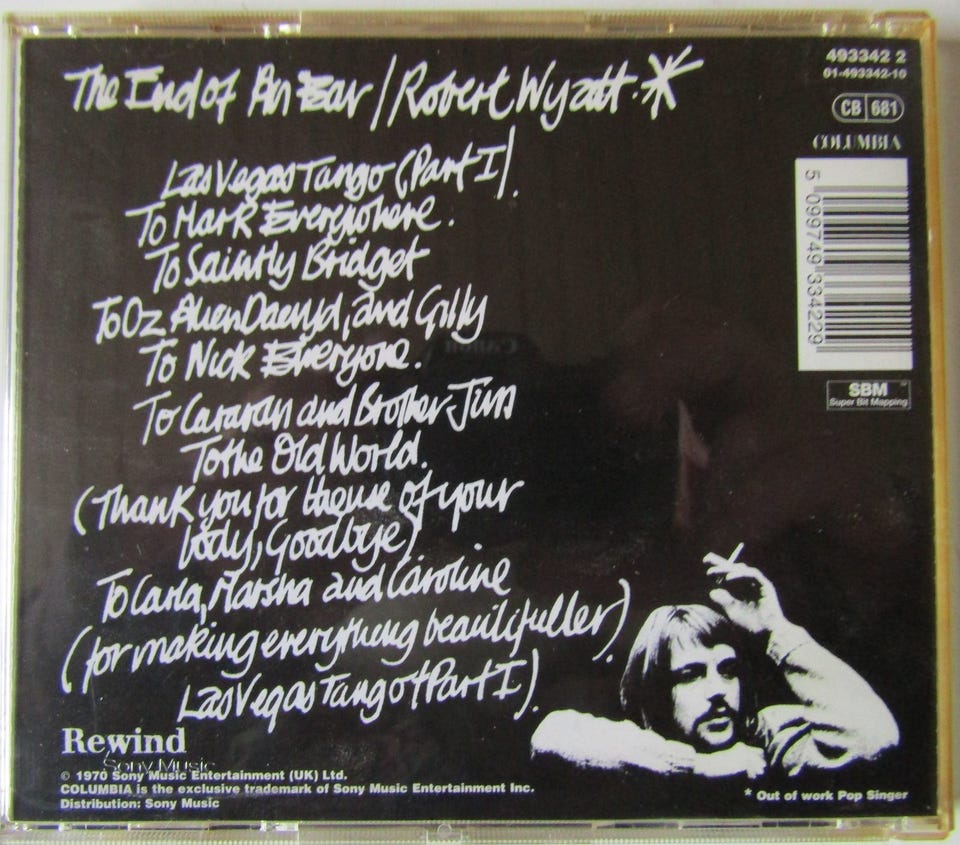 The End of An Ear / Robert Wyatt. *
493342 2
01-493342-10
CB 681
COLUMBIA
5 099749 334229
SBM
Super Bit Mapping
Las Vegas Tango (Part I).
To Mark Everywhere.
To Saintly Bridget
To Oz Alien Daevyd, and Gilly
To Nick Everyone.
To Caravan and Brother Jim
To the Old World.
(Thank you for the use of your
body, Goodbye)
To Carla, Marsha and Caroline
(for making everything beautifuller).
Las Vegas Tango (Part I).
Rewind
Sony Music
© 1970 Sony Music Entertainment (UK) Ltd.
COLUMBIA is the exclusive trademark of Sony Music Entertainment Inc.
Distribution: Sony Music
* Out of work Pop Singer